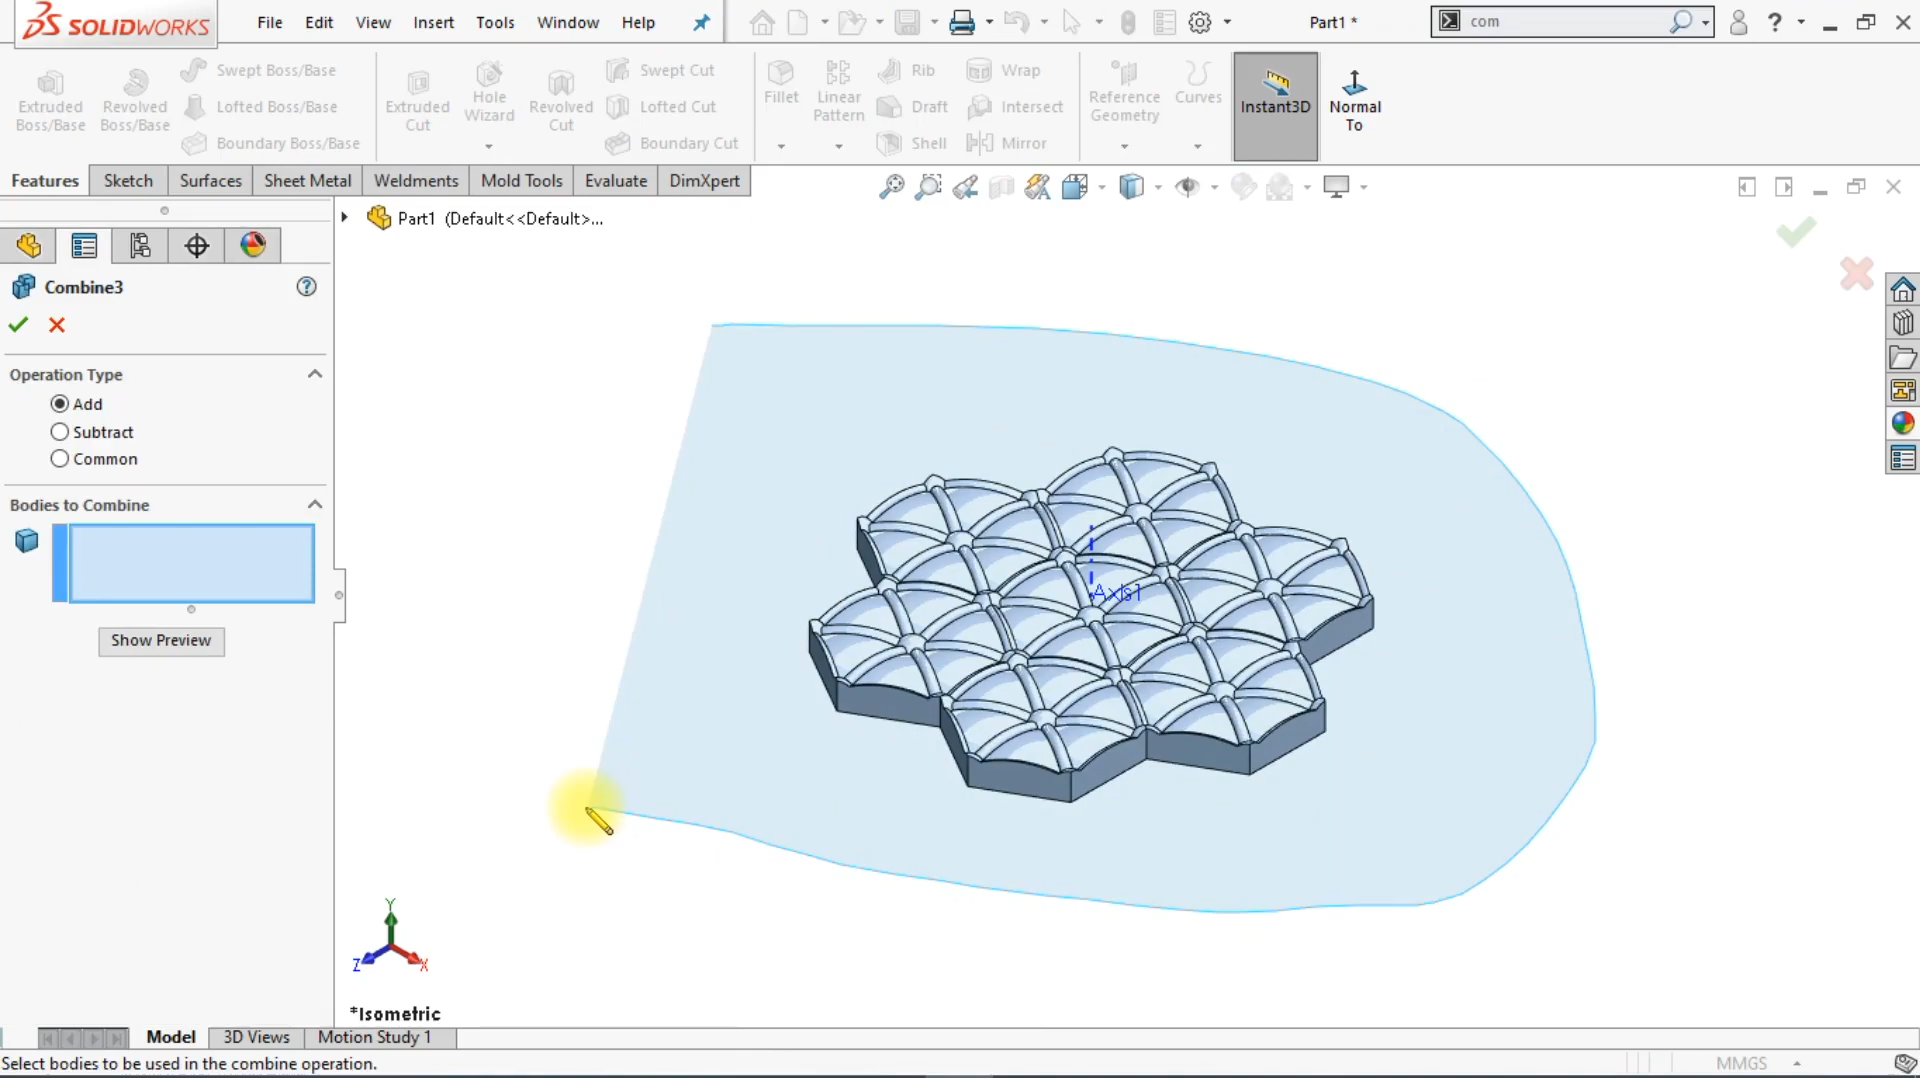 SOLIDWORKS
File Edit View Insert Tools Window Help
Part1 *
com
Extruded Boss/Base
Revolved Boss/Base
Swept Boss/Base
Lofted Boss/Base
Boundary Boss/Base
Extruded Cut
Hole Wizard
Revolved Cut
Swept Cut
Lofted Cut
Boundary Cut
Fillet
Linear Pattern
Rib
Draft
Shell
Wrap
Intersect
Mirror
Reference Geometry
Curves
Instant3D
Normal To
Features Sketch Surfaces Sheet Metal Weldments Mold Tools Evaluate DimXpert
Part1 (Default<<Default>...
Combine3
Operation Type
Add
Subtract
Common
Bodies to Combine
Show Preview
Axis1
Y
Z
X
*Isometric
Model 3D Views Motion Study 1
Select bodies to be used in the combine operation.
MMGS